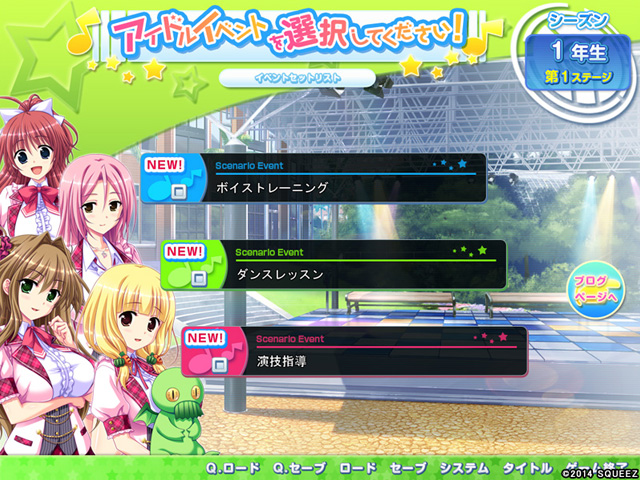 アイドルイベントを選択してください!
イベントセットリスト
シーズン
1年生
第1ステージ
NEW!
Scenario Event
ボイストレーニング
NEW!
Scenario Event
ダンスレッスン
NEW!
Scenario Event
演技指導
ブログ
ページへ
Q.ロード Q.セーブ ロード セーブ システム タイトル ゲーム終了
©2014 SQUEEZ